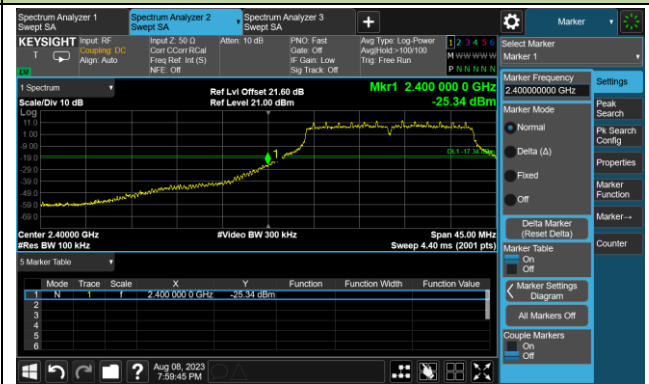 Spectrum Analyzer 1
Swept SA
Spectrum Analyzer 2
Swept SA
Spectrum Analyzer 3
Swept SA
Marker
KEYSIGHT
Input: RF
Coupling: DC
Align: Auto
Input Z: 50 Ω
Corr CCorr RCal
Freq Ref: Int (S)
NFE: Off
Atten: 10 dB
PNO: Fast
Gate: Off
IF Gain: Low
Sig Track: Off
Avg Type: Log-Power
Avg|Hold:>100/100
Trig: Free Run
1 2 3 4 5 6
M W W W W W
P N N N N N
Select Marker
Marker 1
1 Spectrum
Scale/Div 10 dB
Log
Ref Lvl Offset 21.60 dB
Ref Level 21.00 dBm
Mkr1 2.400 000 0 GHz
-25.34 dBm
11.0
1.00
-9.00
-19.0
-29.0
-39.0
-49.0
-59.0
-69.0
1
DL1 -17.34 dBm
Center 2.40000 GHz
#Res BW 100 kHz
#Video BW 300 kHz
Span 45.00 MHz
Sweep 4.40 ms (2001 pts)
5 Marker Table
Mode Trace Scale X Y Function Function Width Function Value
1 N 1 f 2.400 000 0 GHz -25.34 dBm
2
3
4
5
6
Marker Frequency
2.400000000 GHz
Marker Mode
Normal
Delta (Δ)
Fixed
Off
Delta Marker
(Reset Delta)
Marker Table
On
Off
Marker Settings
Diagram
All Markers Off
Couple Markers
On
Off
Settings
Peak
Search
Pk Search
Config
Properties
Marker
Function
Marker→
Counter
Aug 08, 2023
7:59:45 PM